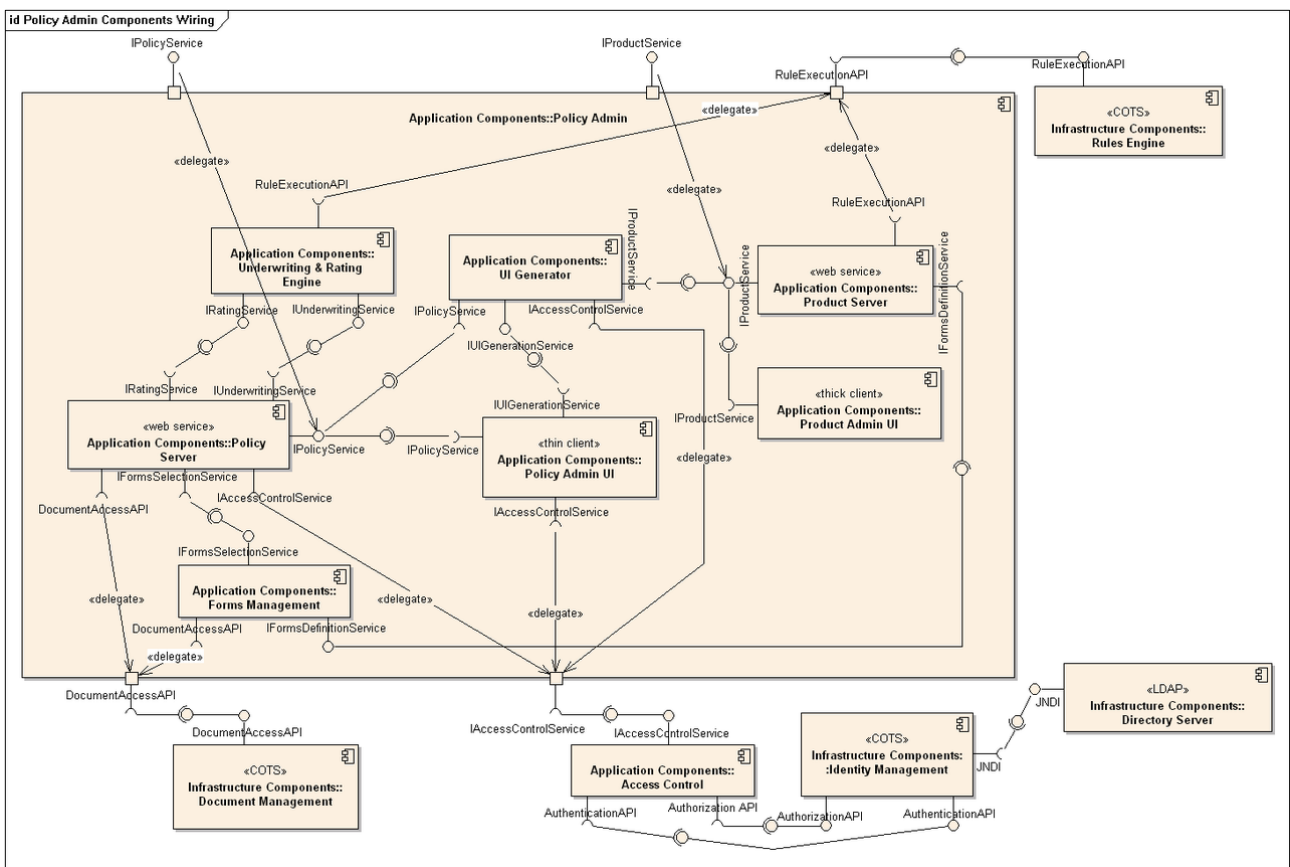 id Policy Admin Components Wiring
IPolicyService
IProductService
RuleExecutionAPI
RuleExecutionAPI
«COTS»
Infrastructure Components::
Rules Engine
Application Components::Policy Admin
«delegate»
«delegate»
«delegate»
«delegate»
RuleExecutionAPI
RuleExecutionAPI
Application Components::
Underwriting & Rating
Engine
Application Components::
UI Generator
IProductService
IProductService
«web service»
Application Components::
Product Server
IFormsDefinitionService
IRatingService
IUnderwritingService
IPolicyService
IAccessControlService
IUIGenerationService
IRatingService
IUnderwritingService
IUIGenerationService
IProductService
«thick client»
Application Components::
Product Admin UI
«web service»
Application Components::Policy
Server
IPolicyService
IPolicyService
«thin client»
Application Components::
Policy Admin UI
«delegate»
IFormsSelectionService
IAccessControlService
DocumentAccessAPI
IAccessControlService
IFormsSelectionService
Application Components::
Forms Management
«delegate»
«delegate»
«delegate»
DocumentAccessAPI
IFormsDefinitionService
«delegate»
DocumentAccessAPI
DocumentAccessAPI
«COTS»
Infrastructure Components::
Document Management
IAccessControlService
IAccessControlService
Application Components::
Access Control
AuthenticationAPI
Authorization API
«COTS»
Infrastructure Components:
:Identity Management
AuthorizationAPI
AuthenticationAPI
JNDI
JNDI
«LDAP»
Infrastructure Components::
Directory Server